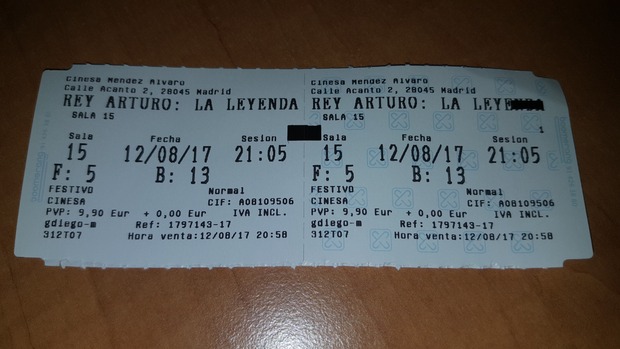 Cinesa Mendez Alvaro
Calle Acanto 2, 28045 Madrid
REY ARTURO: LA LEYENDA
SALA 15
Sala Fecha Sesion
15 12/08/17 21:05
F: 5 B: 13
FESTIVO Normal
CINESA CIF: A08109506
PVP: 9,90 Eur + 0,00 Eur IVA INCL.
gdiego-m Ref: 1797143-17
312T07 Hora venta:12/08/17 20:58
Cinesa Mendez Alvaro
Calle Acanto 2, 28045 Madrid
REY ARTURO: LA LEYENDA
SALA 15
1
Sala Fecha Sesion
15 12/08/17 21:05
F: 5 B: 13
FESTIVO Normal
CINESA CIF: A08109506
PVP: 9,90 Eur + 0,00 Eur IVA INCL.
gdiego-m Ref: 1797143-17
312T07 Hora venta:12/08/17 20:58